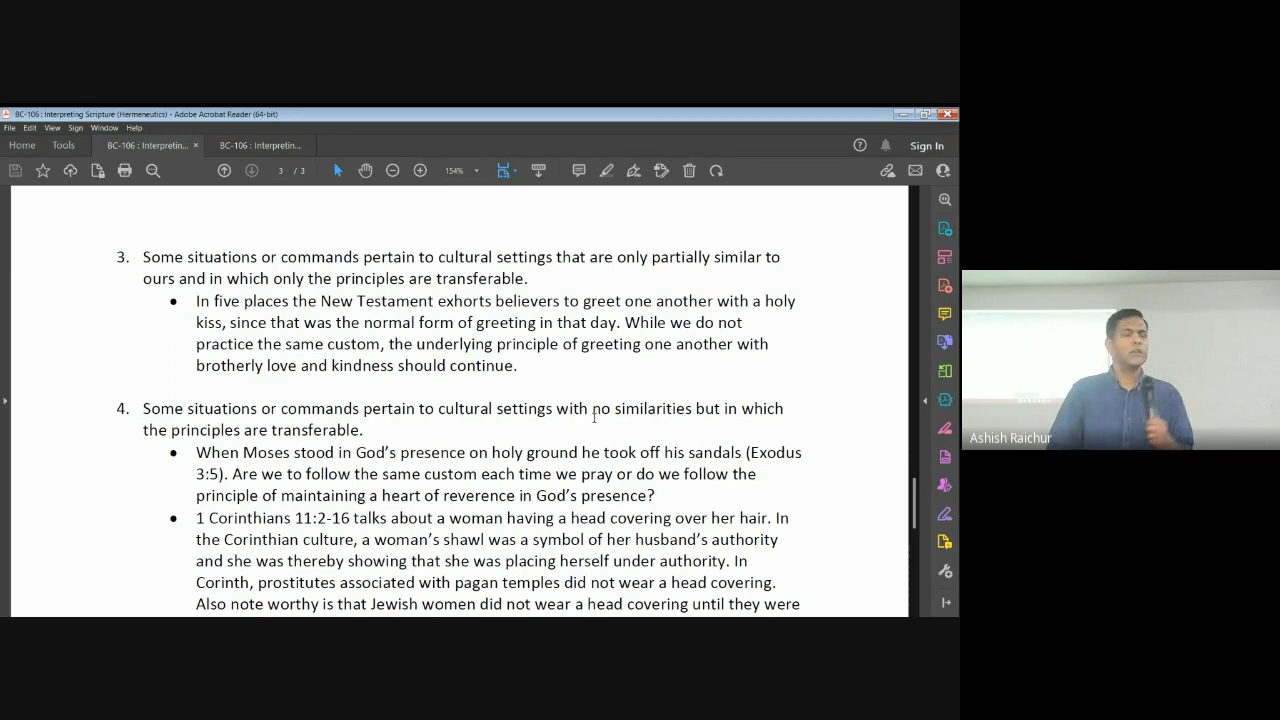 BC-106 : Interpreting Scripture (Hermeneutics) - Adobe Acrobat Reader (64-bit)
File Edit View Sign Window Help
Home Tools BC-106 : Interpretin... × BC-106 : Interpretin... Sign In
3 / 3 154%
3. Some situations or commands pertain to cultural settings that are only partially similar to
ours and in which only the principles are transferable.
• In five places the New Testament exhorts believers to greet one another with a holy
kiss, since that was the normal form of greeting in that day. While we do not
practice the same custom, the underlying principle of greeting one another with
brotherly love and kindness should continue.
4. Some situations or commands pertain to cultural settings with no similarities but in which
the principles are transferable.
• When Moses stood in God's presence on holy ground he took off his sandals (Exodus
3:5). Are we to follow the same custom each time we pray or do we follow the
principle of maintaining a heart of reverence in God's presence?
• 1 Corinthians 11:2-16 talks about a woman having a head covering over her hair. In
the Corinthian culture, a woman's shawl was a symbol of her husband's authority
and she was thereby showing that she was placing herself under authority. In
Corinth, prostitutes associated with pagan temples did not wear a head covering.
Also note worthy is that Jewish women did not wear a head covering until they were
Ashish Raichur